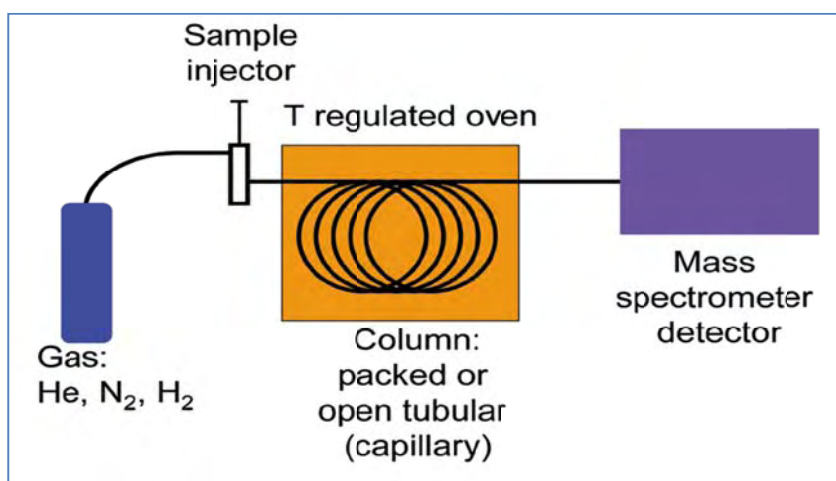 Sample
injector
T regulated oven
Gas:
He, N₂, H₂
Column:
packed or
open tubular
(capillary)
Mass
spectrometer
detector